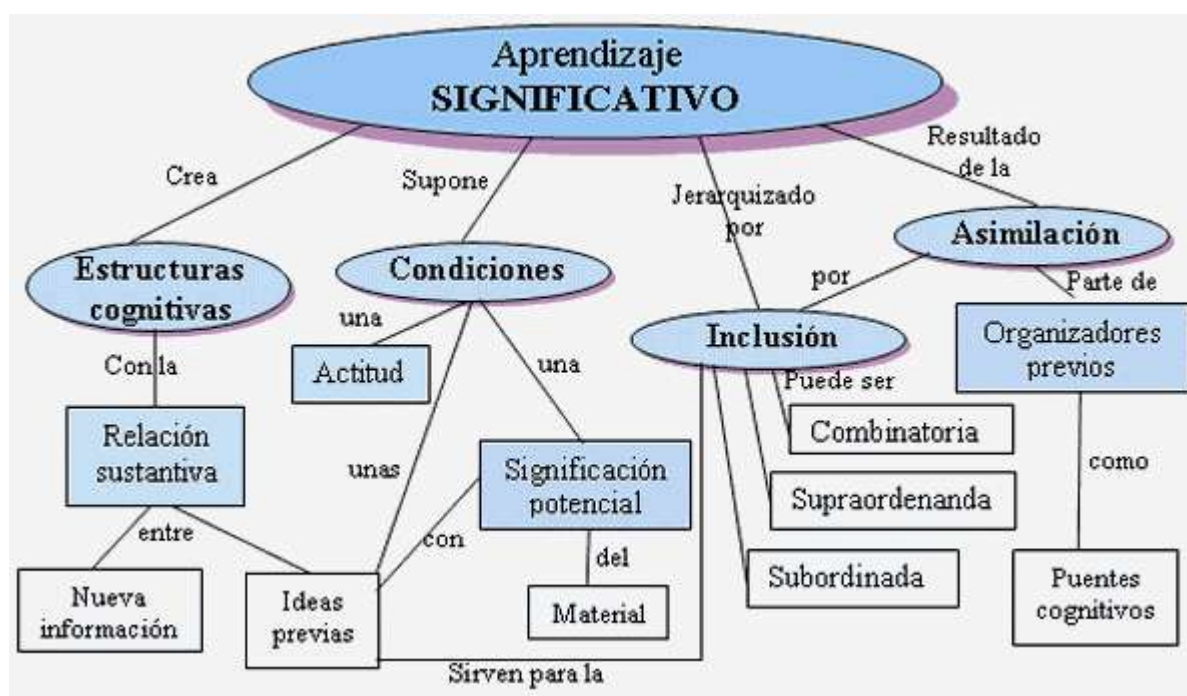 Aprendizaje
SIGNIFICATIVO
Crea
Supone
Jerarquizado
por
Resultado
de la
Estructuras
cognitivas
Condiciones
Asimilación
por
Parte de
Inclusión
Organizadores
previos
Con la
una
Actitud
una
Puede ser
Combinatoria
Relación
sustantiva
unas
Significación
potencial
como
Supraordenanda
entre
con
del
Subordinada
Nueva
información
Ideas
previas
Material
Puentes
cognitivos
Sirven para la